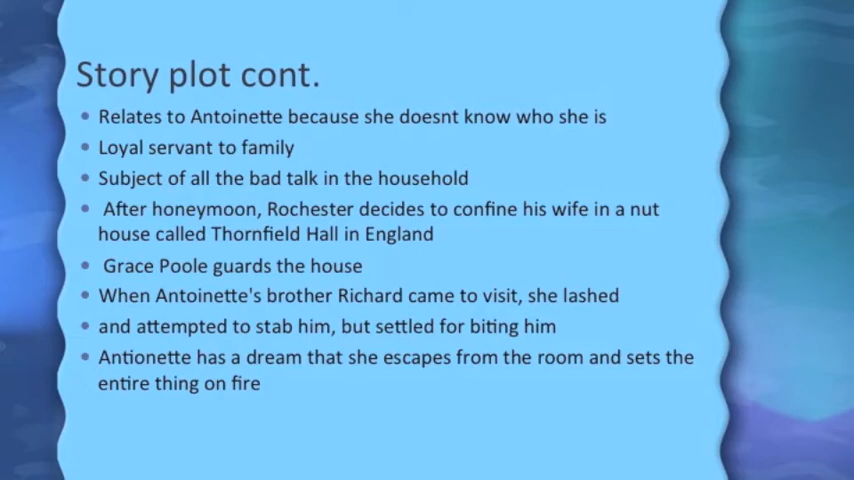 Story plot cont.
• Relates to Antoinette because she doesnt know who she is
• Loyal servant to family
• Subject of all the bad talk in the household
• After honeymoon, Rochester decides to confine his wife in a nut
house called Thornfield Hall in England
• Grace Poole guards the house
• When Antoinette's brother Richard came to visit, she lashed
• and attempted to stab him, but settled for biting him
• Antionette has a dream that she escapes from the room and sets the
entire thing on fire